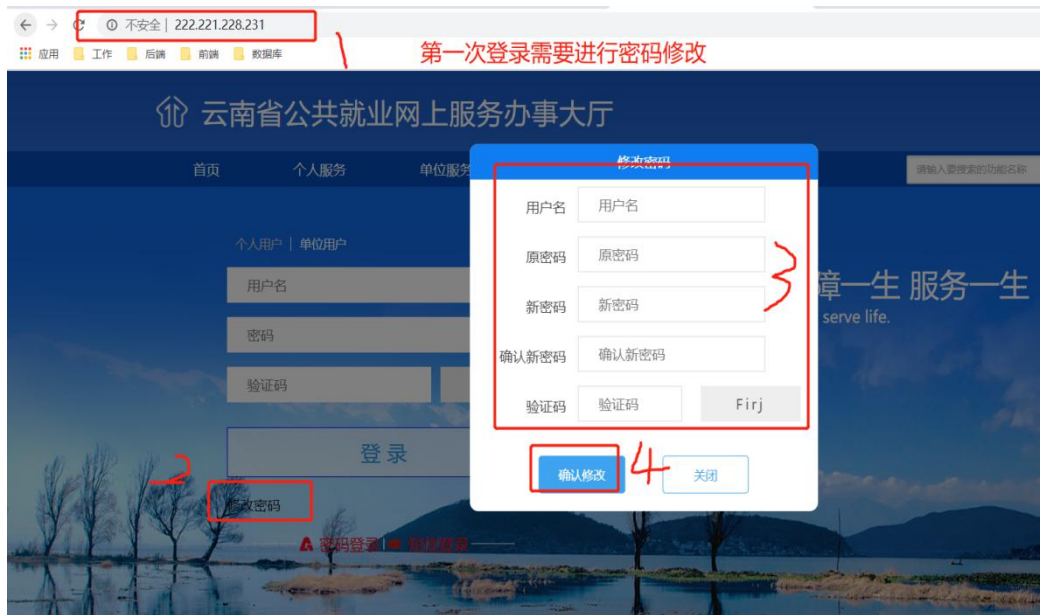 不安全 | 222.221.228.231
应用 工作 后端 前端 数据库
1
第一次登录需要进行密码修改
云南省公共就业网上服务办事大厅
首页 个人服务 单位服务
请输入要搜索的功能名称
个人用户 | 单位用户
用户名
密码
验证码
登录
2
修改密码
密码登录
修改密码
用户名 用户名
原密码 原密码
新密码 新密码
确认新密码 确认新密码
验证码 验证码 Firj
3
确认修改 关闭
4
障一生 服务一生
serve life.